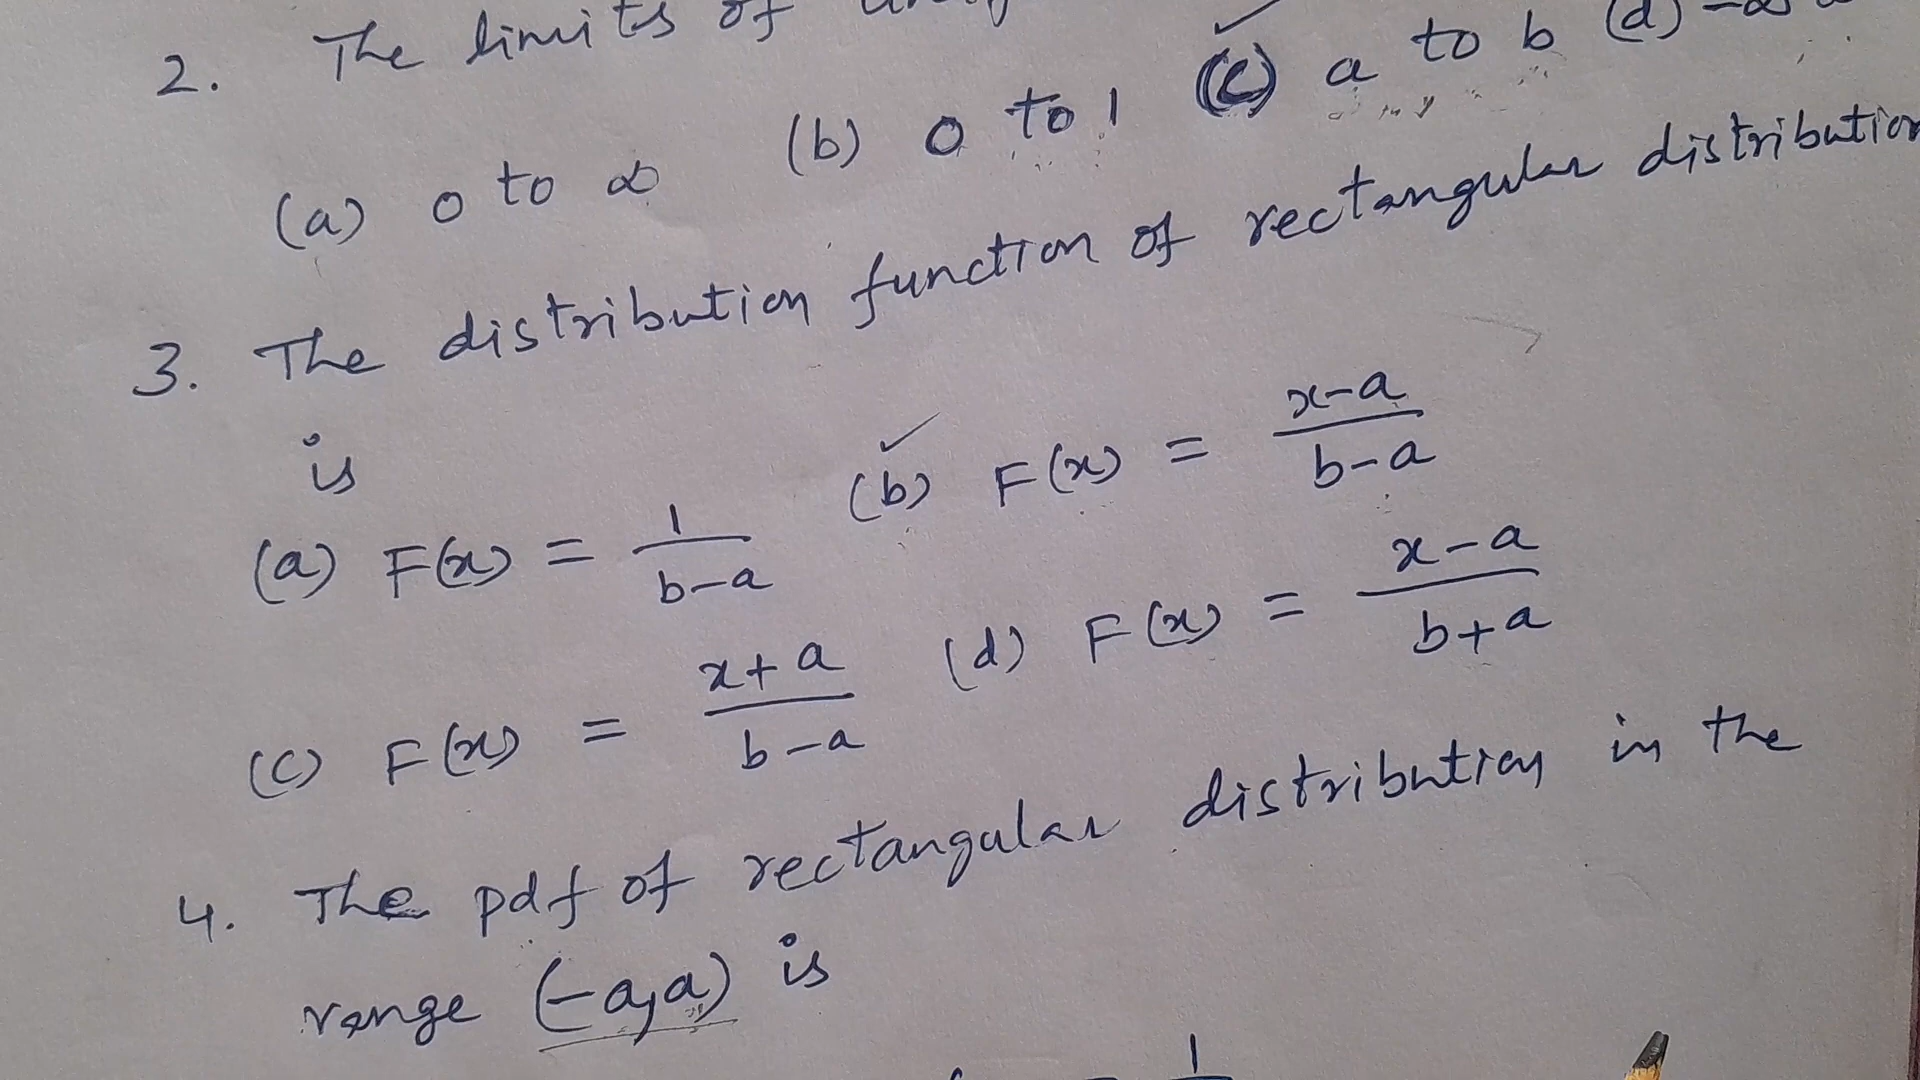 2. The limits of
(a) 0 to ∞ (b) 0 to 1 (c) a to b (d) -∞
3. The distribution function of rectangular distribution
is
(a) F(x) = 1/(b-a) (b) F(x) = (x-a)/(b-a)
(c) F(x) = (x+a)/(b-a) (d) F(x) = (x-a)/(b+a)
4. The pdf of rectangular distribution in the
range (-a,a) is
1